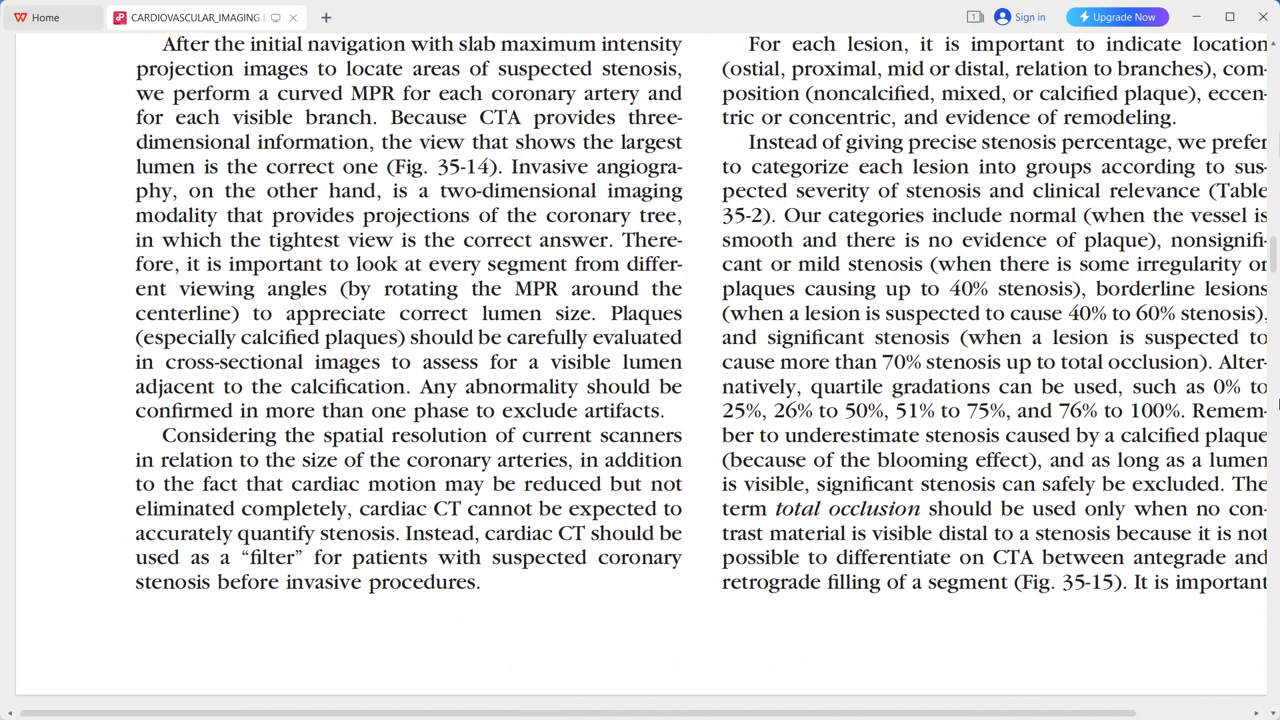 Home
CARDIOVASCULAR_IMAGING
1
Sign in
Upgrade Now
After the initial navigation with slab maximum intensity
projection images to locate areas of suspected stenosis,
we perform a curved MPR for each coronary artery and
for each visible branch. Because CTA provides three-
dimensional information, the view that shows the largest
lumen is the correct one (Fig. 35-14). Invasive angiogra-
phy, on the other hand, is a two-dimensional imaging
modality that provides projections of the coronary tree,
in which the tightest view is the correct answer. There-
fore, it is important to look at every segment from differ-
ent viewing angles (by rotating the MPR around the
centerline) to appreciate correct lumen size. Plaques
(especially calcified plaques) should be carefully evaluated
in cross-sectional images to assess for a visible lumen
adjacent to the calcification. Any abnormality should be
confirmed in more than one phase to exclude artifacts.
Considering the spatial resolution of current scanners
in relation to the size of the coronary arteries, in addition
to the fact that cardiac motion may be reduced but not
eliminated completely, cardiac CT cannot be expected to
accurately quantify stenosis. Instead, cardiac CT should be
used as a “filter” for patients with suspected coronary
stenosis before invasive procedures.
For each lesion, it is important to indicate location
(ostial, proximal, mid or distal, relation to branches), com-
position (noncalcified, mixed, or calcified plaque), eccen-
tric or concentric, and evidence of remodeling.
Instead of giving precise stenosis percentage, we prefer
to categorize each lesion into groups according to sus-
pected severity of stenosis and clinical relevance (Table
35-2). Our categories include normal (when the vessel is
smooth and there is no evidence of plaque), nonsignifi-
cant or mild stenosis (when there is some irregularity or
plaques causing up to 40% stenosis), borderline lesions
(when a lesion is suspected to cause 40% to 60% stenosis),
and significant stenosis (when a lesion is suspected to
cause more than 70% stenosis up to total occlusion). Alter-
natively, quartile gradations can be used, such as 0% to
25%, 26% to 50%, 51% to 75%, and 76% to 100%. Remem-
ber to underestimate stenosis caused by a calcified plaque
(because of the blooming effect), and as long as a lumen
is visible, significant stenosis can safely be excluded. The
term total occlusion should be used only when no con-
trast material is visible distal to a stenosis because it is not
possible to differentiate on CTA between antegrade and
retrograde filling of a segment (Fig. 35-15). It is important